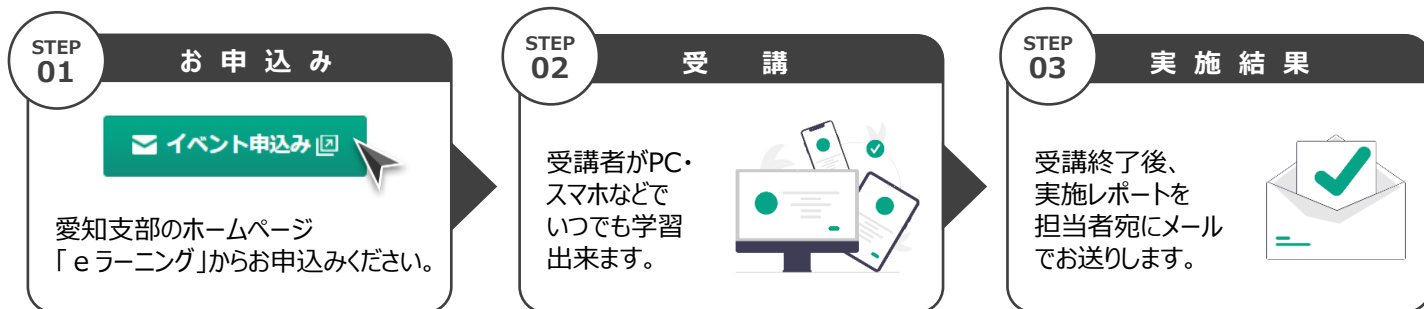 STEP
01
お申込み
イベント申込み
愛知支部のホームページ
「eラーニング」からお申込みください。
STEP
02
受講
受講者がPC・
スマホなどで
いつでも学習
出来ます。
STEP
03
実施結果
受講終了後、
実施レポートを
担当者宛にメール
でお送りします。